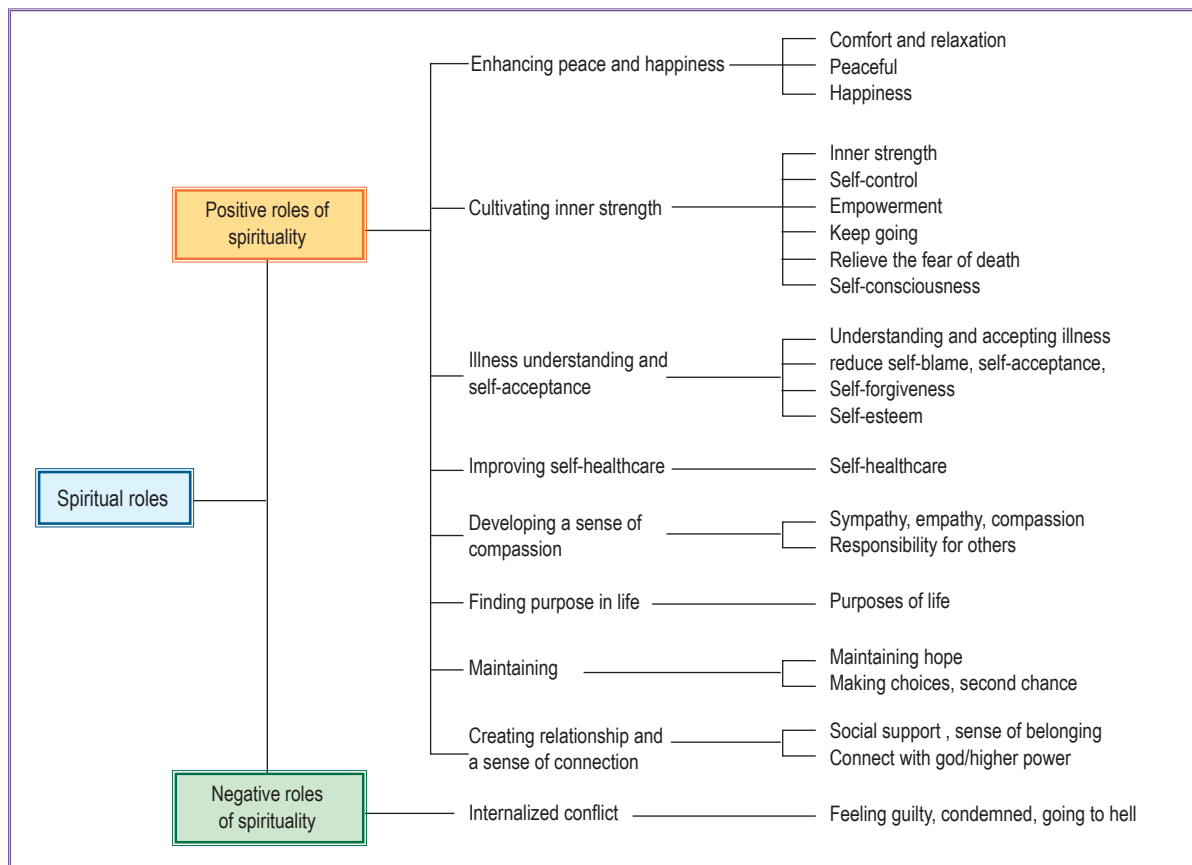 Spiritual roles
Positive roles of
spirituality
Enhancing peace and happiness
Comfort and relaxation
Peaceful
Happiness
Cultivating inner strength
Inner strength
Self-control
Empowerment
Keep going
Relieve the fear of death
Self-consciousness
Illness understanding and
self-acceptance
Understanding and accepting illness
reduce self-blame, self-acceptance,
Self-forgiveness
Self-esteem
Improving self-healthcare
Self-healthcare
Developing a sense of
compassion
Sympathy, empathy, compassion
Responsibility for others
Finding purpose in life
Purposes of life
Maintaining
Maintaining hope
Making choices, second chance
Creating relationship and
a sense of connection
Social support , sense of belonging
Connect with god/higher power
Negative roles
of spirituality
Internalized conflict
Feeling guilty, condemned, going to hell